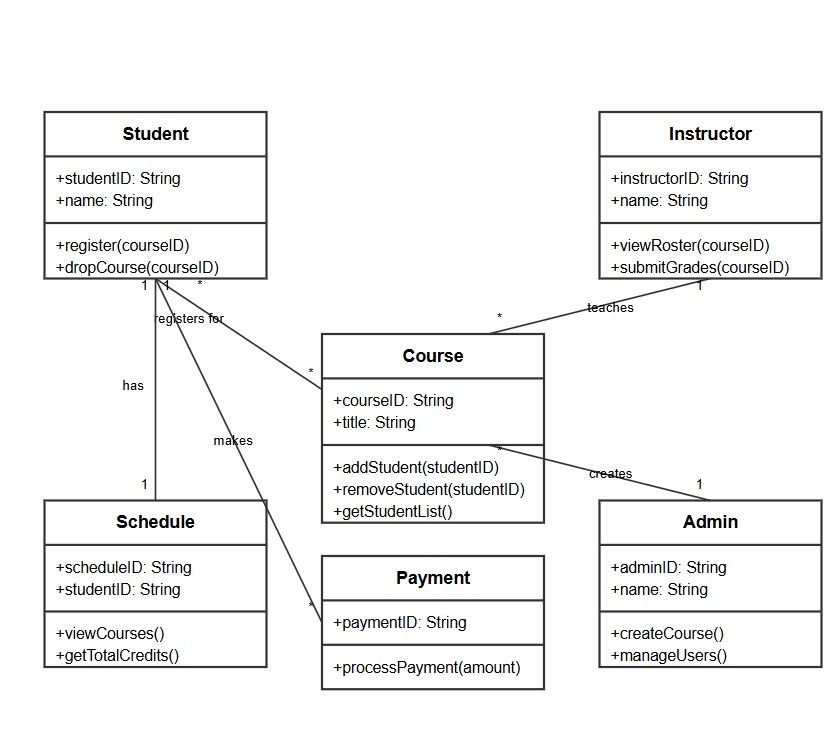 Student
+studentID: String
+name: String
+register(courseID)
+dropCourse(courseID)
Instructor
+instructorID: String
+name: String
+viewRoster(courseID)
+submitGrades(courseID)
1
1
*
1
registers for
*
teaches
*
has
makes
Course
+courseID: String
+title: String
+addStudent(studentID)
+removeStudent(studentID)
+getStudentList()
*
creates
1
1
Schedule
+scheduleID: String
+studentID: String
+viewCourses()
+getTotalCredits()
*
Payment
+paymentID: String
+processPayment(amount)
Admin
+adminID: String
+name: String
+createCourse()
+manageUsers()